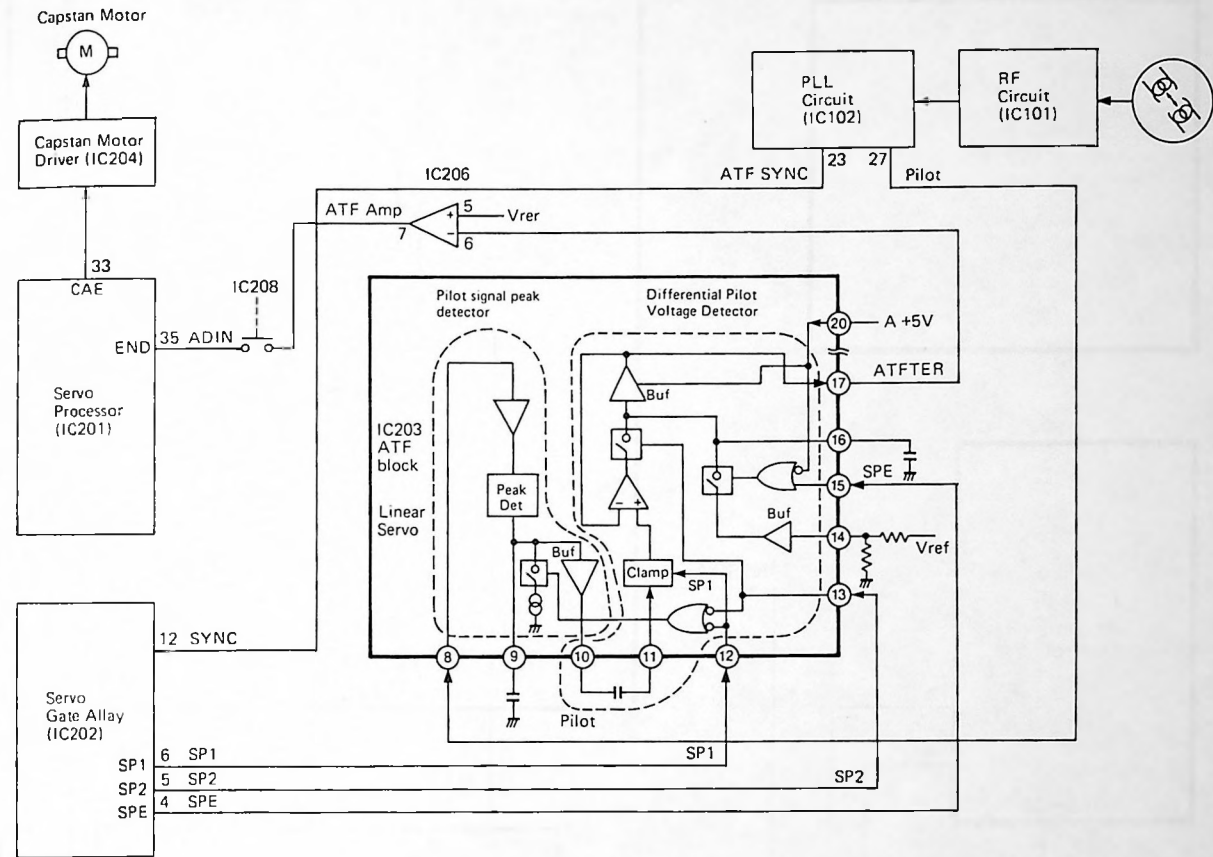 Capstan Motor
M
Capstan Motor
Driver (IC204)
33
CAE
END
35 ADIN
IC208
Servo
Processor
(IC201)
ATF Amp
7
IC206
5
+
Vrer
−
6
ATF SYNC
23
27
Pilot
PLL
Circuit
(IC102)
RF
Circuit
(IC101)
Pilot signal peak
detector
Differential Pilot
Voltage Detector
20
A +5V
17
ATFTER
Buf
16
IC203
ATF
block
Linear
Servo
Peak
Det
SPE
15
− +
Buf
14
Vref
Buf
Clamp
SP1
13
8
9
10
11
12
Pilot
12 SYNC
Servo
Gate Allay
(IC202)
SP1
6 SP1
SP1
SP2
5 SP2
SP2
SPE
4 SPE